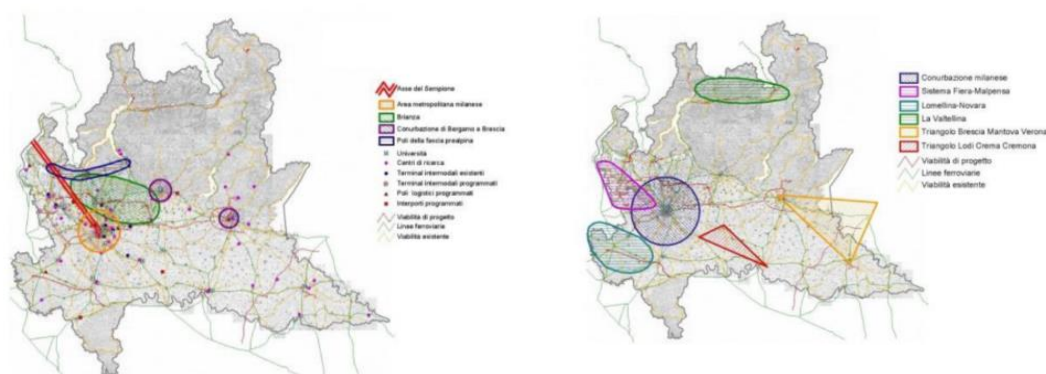 Asse del Sempione
Area metropolitana milanese
Brianza
Conurbazione di Bergamo e Brescia
Poli della fascia prealpina
Università
Centri di ricerca
Terminal intermodali esistenti
Terminal intermodali programmati
Poli logistici programmati
Interporti programmati
Viabilità di progetto
Linee ferroviarie
Viabilità esistente
Conurbazione milanese
Sistema Fiera-Malpensa
Lomellina-Novara
La Valtellina
Triangolo Brescia Mantova Verona
Triangolo Lodi Crema Cremona
Viabilità di progetto
Linee ferroviarie
Viabilità esistente